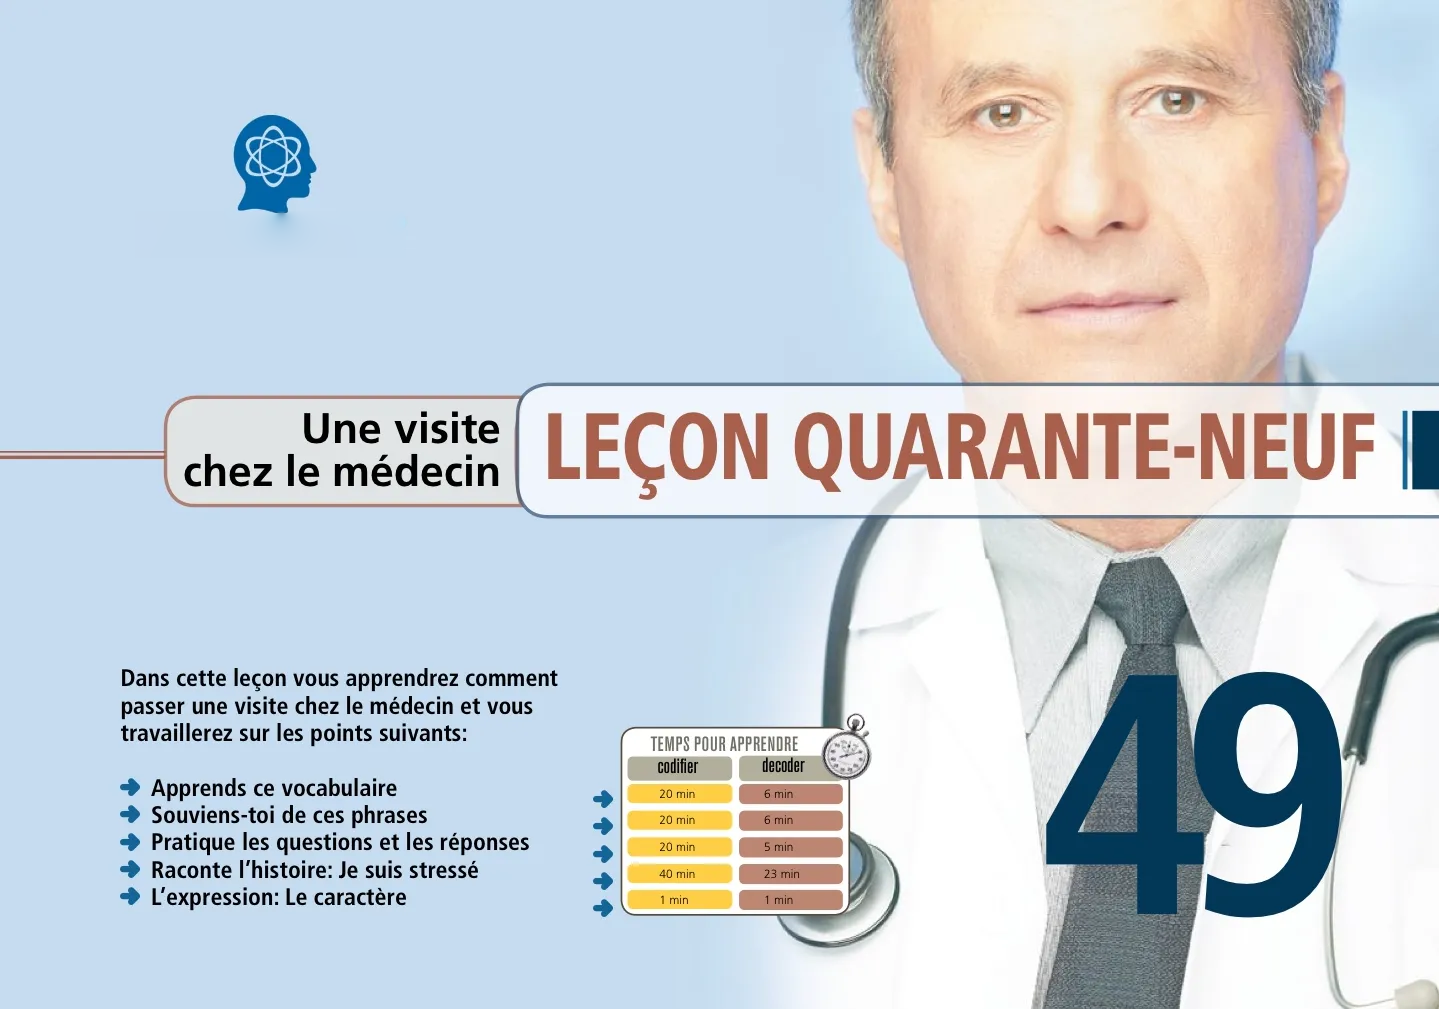 Une visite
chez le médecin
LEÇON QUARANTE-NEUF
Dans cette leçon vous apprendrez comment
passer une visite chez le médecin et vous
travaillerez sur les points suivants:
Apprends ce vocabulaire
Souviens-toi de ces phrases
Pratique les questions et les réponses
Raconte l'histoire: Je suis stressé
L'expression: Le caractère
TEMPS POUR APPRENDRE
codifier decoder
20 min 6 min
20 min 6 min
20 min 5 min
40 min 23 min
1 min 1 min
49